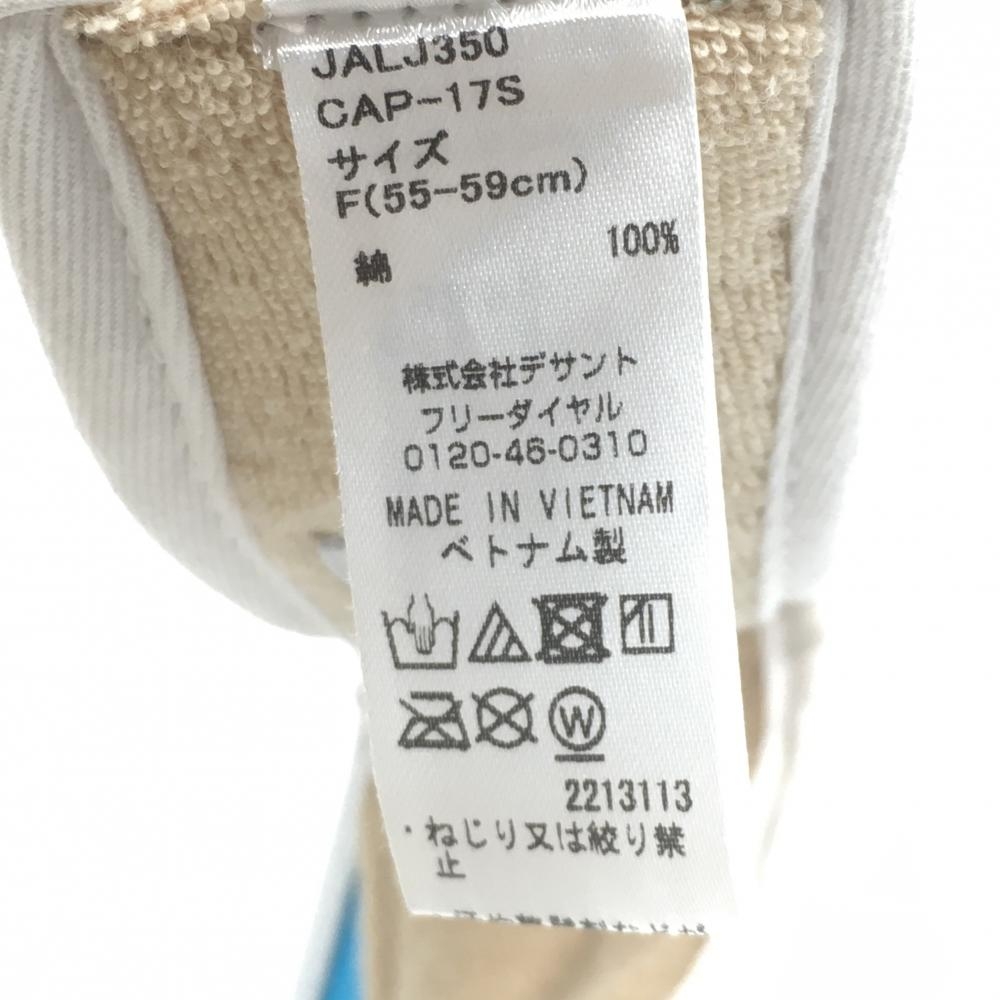 JALJ350
CAP-17S
サイズ
F(55-59cm)
綿 100%
株式会社デサント
フリーダイヤル
0120-46-0310
MADE IN VIETNAM
ベトナム製
W
2213113
・ねじり又は絞り禁
止